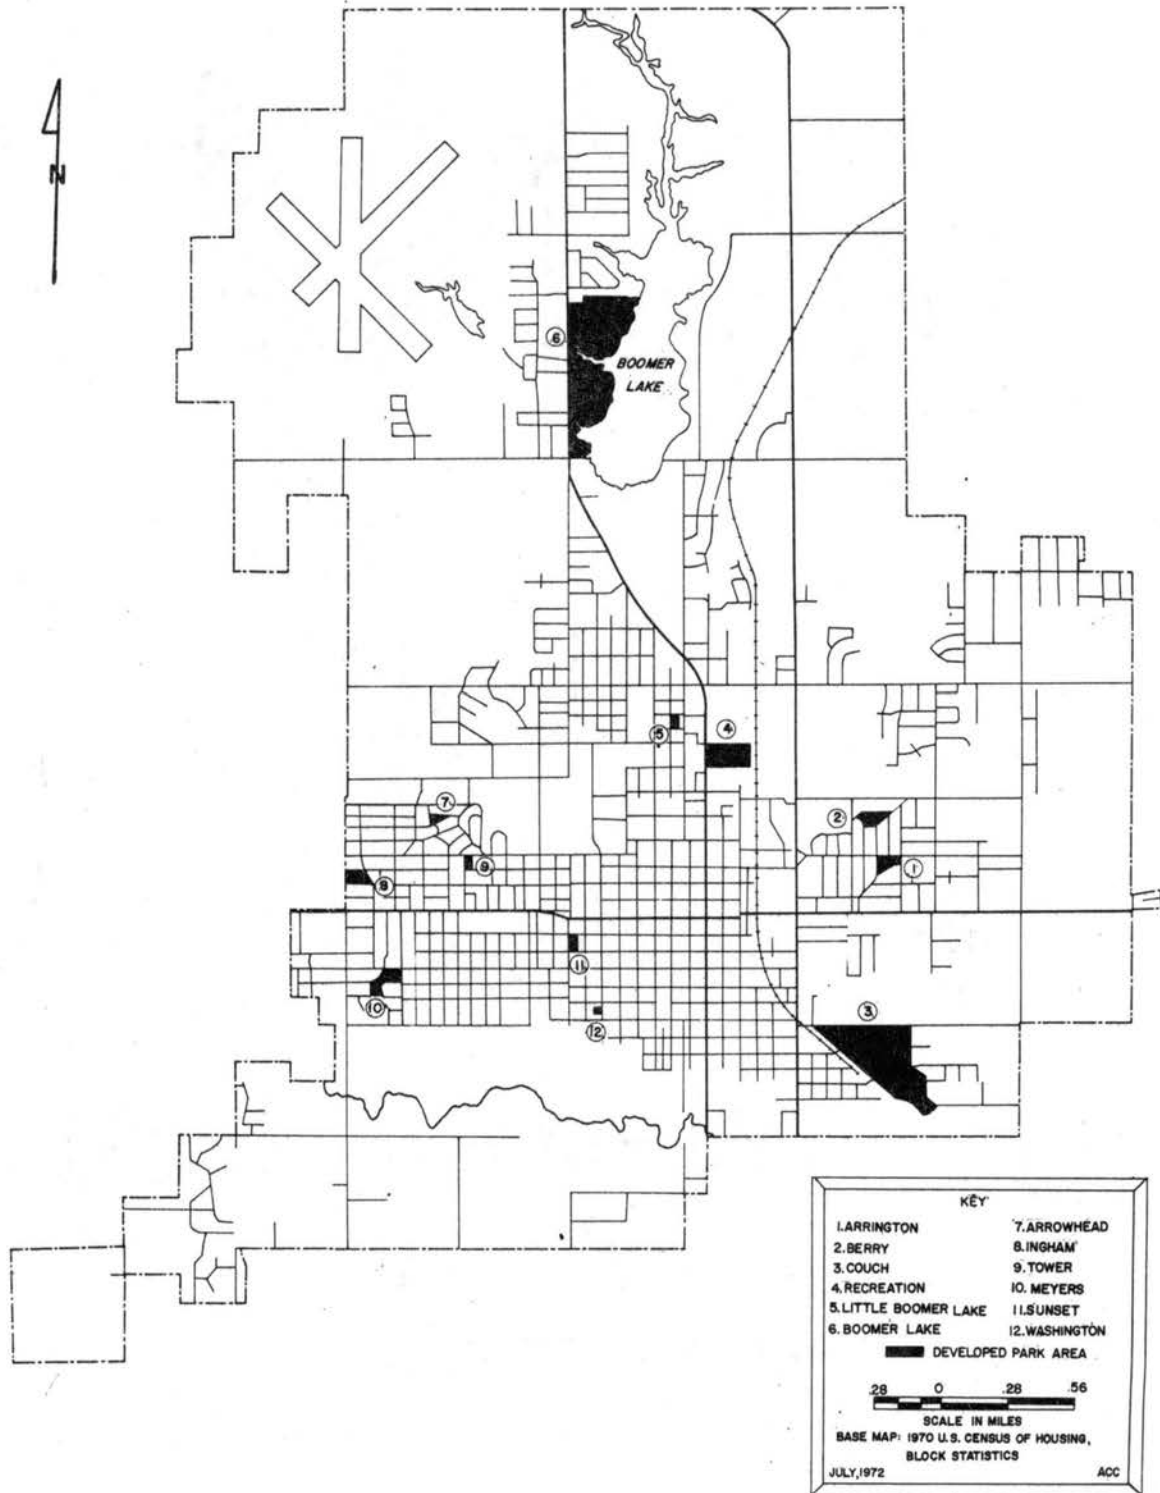 N
6
BOOMER
LAKE
5
4
7
2
9
1
8
11
10
12
3
KEY
1. ARRINGTON 7. ARROWHEAD
2. BERRY 8. INGHAM
3. COUCH 9. TOWER
4. RECREATION 10. MEYERS
5. LITTLE BOOMER LAKE 11. SUNSET
6. BOOMER LAKE 12. WASHINGTON
DEVELOPED PARK AREA
.28 0 .28 .56
SCALE IN MILES
BASE MAP: 1970 U.S. CENSUS OF HOUSING,
BLOCK STATISTICS
JULY, 1972 ACC